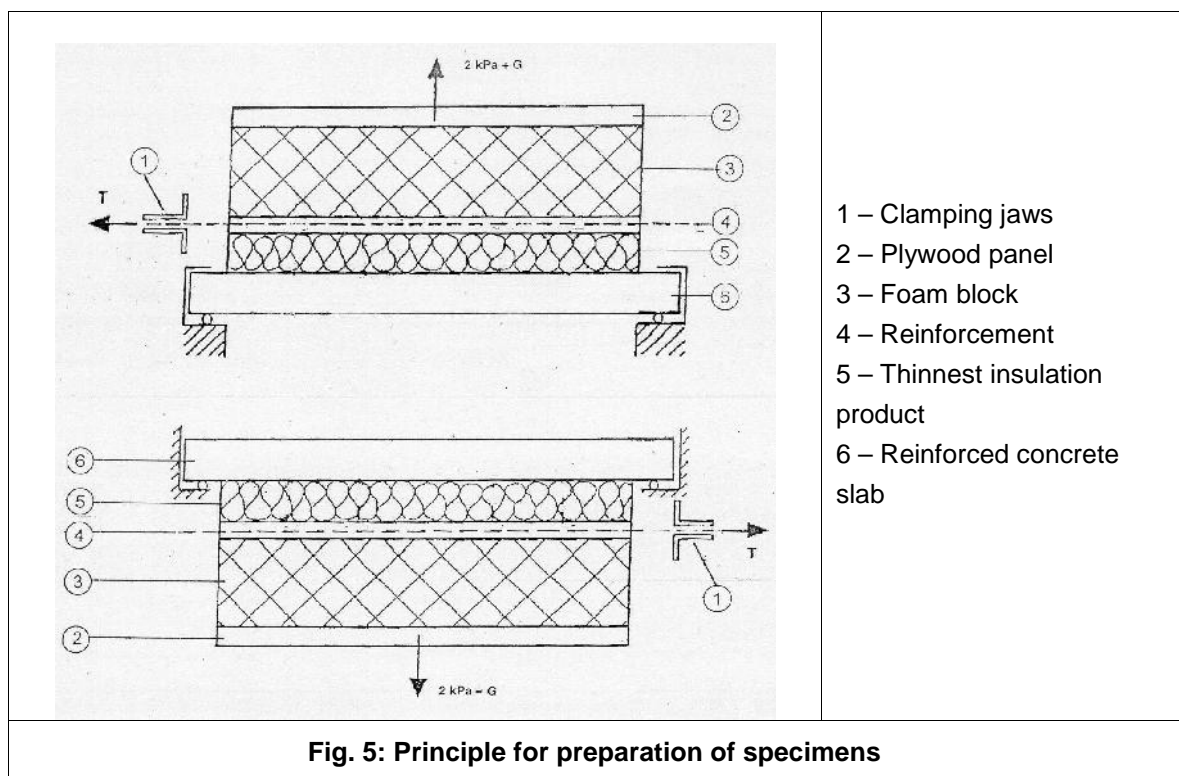 2 kPa + G
2
1
3
T
4
5
6
6
5
4
T
3
1
2
2 kPa – G
1 – Clamping jaws
2 – Plywood panel
3 – Foam block
4 – Reinforcement
5 – Thinnest insulation
product
6 – Reinforced concrete
slab
Fig. 5: Principle for preparation of specimens